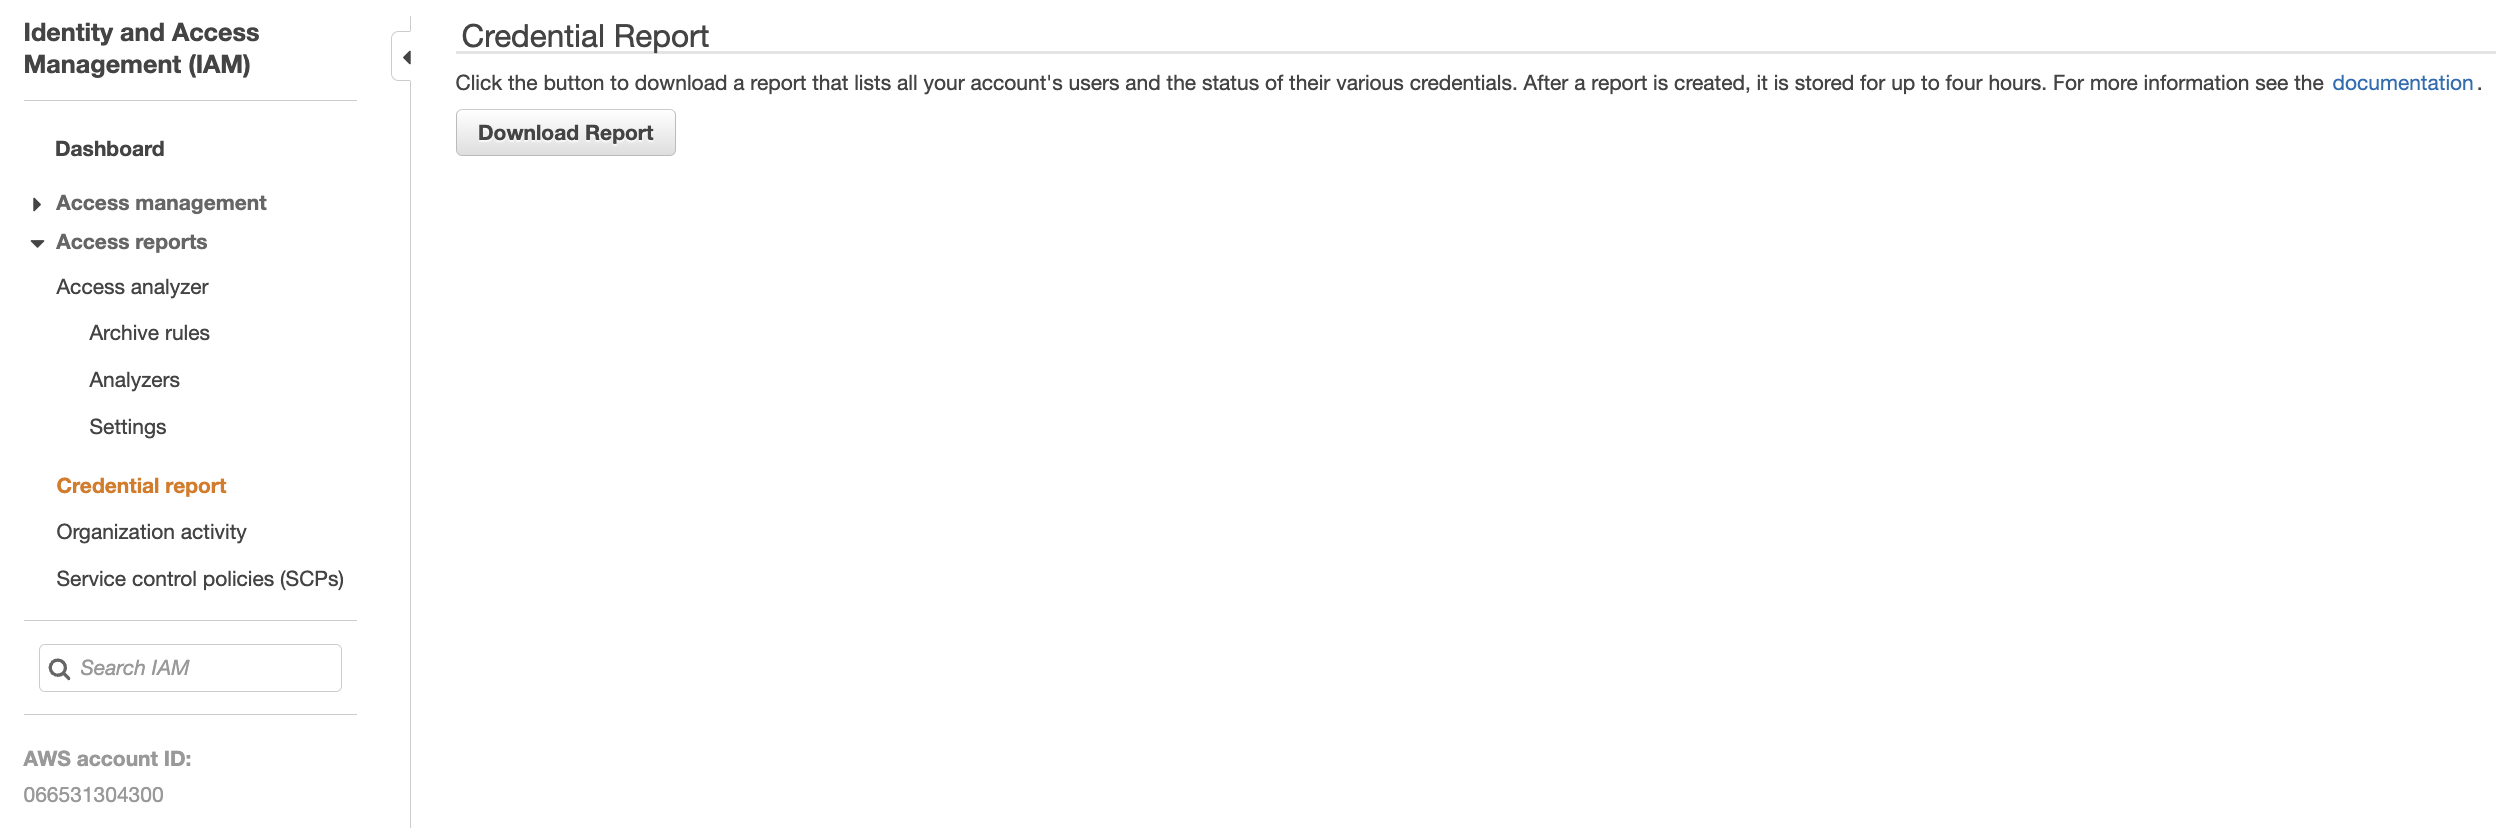 Identity and Access
Management (IAM)
Dashboard
Access management
Access reports
Access analyzer
Archive rules
Analyzers
Settings
Credential report
Organization activity
Service control policies (SCPs)
Search IAM
AWS account ID:
066531304300
Credential Report
Click the button to download a report that lists all your account's users and the status of their various credentials. After a report is created, it is stored for up to four hours. For more information see the documentation.
Download Report